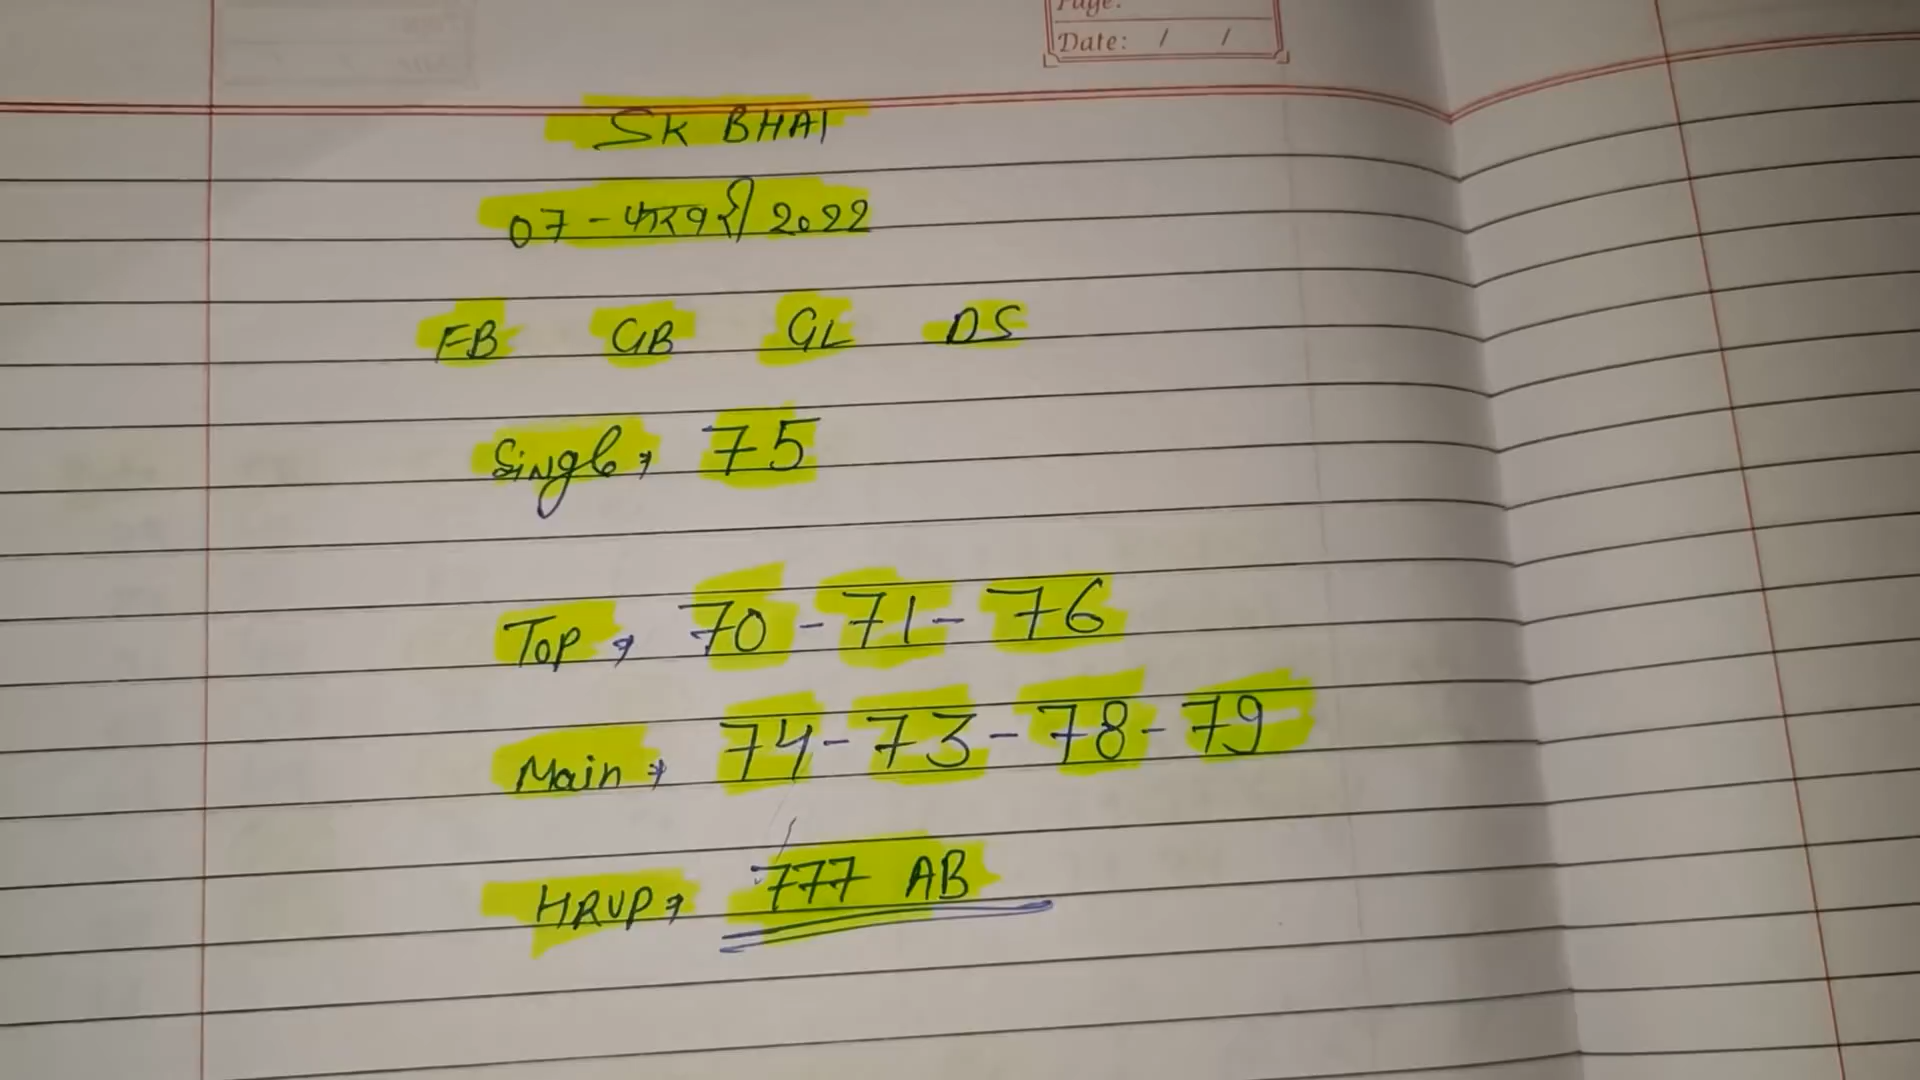 Page:
Date: / /
SK BHAI
07 - फरवरी 2022
FB GB GL DS
Single → 75
Top → 70 - 71 - 76
Main → 74 - 73 - 78 - 79
HRUP → 777 AB